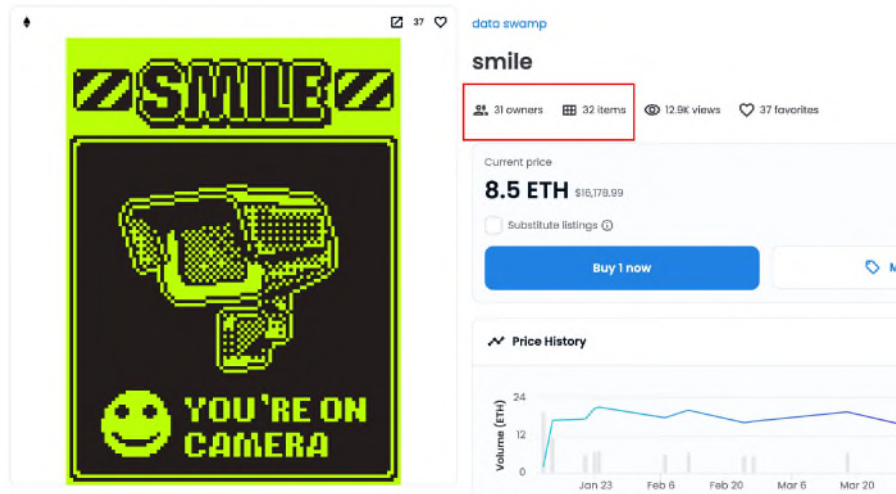 37
SMILE
YOU'RE ON
CAMERA
data swamp
smile
31 owners 32 items 12.9K views 37 favorites
Current price
8.5 ETH $16,178.99
Substitute listings
Buy 1 now
M
Price History
Volume (ETH)
24
12
0
Jan 23 Feb 6 Feb 20 Mar 6 Mar 20